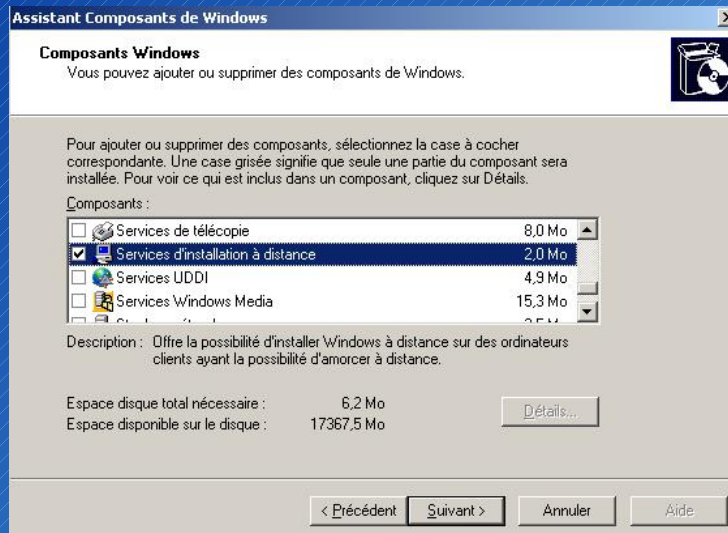 Assistant Composants de Windows
Composants Windows
Vous pouvez ajouter ou supprimer des composants de Windows.
Pour ajouter ou supprimer des composants, sélectionnez la case à cocher
correspondante. Une case grisée signifie que seule une partie du composant sera
installée. Pour voir ce qui est inclus dans un composant, cliquez sur Détails.
Composants :
Services de télécopie 8,0 Mo
Services d'installation à distance 2,0 Mo
Services UDDI 4,9 Mo
Services Windows Media 15,3 Mo
Description : Offre la possibilité d'installer Windows à distance sur des ordinateurs
clients ayant la possibilité d'amorcer à distance.
Espace disque total nécessaire : 6,2 Mo
Espace disponible sur le disque : 17367,5 Mo
Détails...
< Précédent Suivant > Annuler Aide